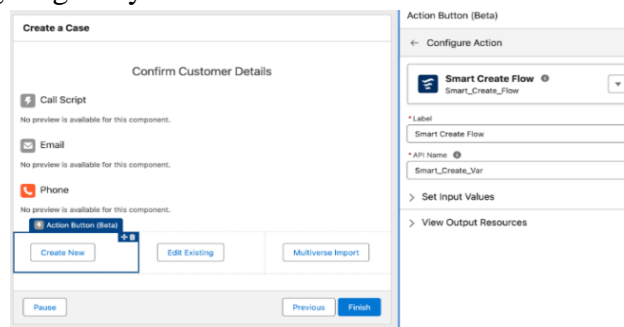 Create a Case
Confirm Customer Details
Call Script
No preview is available for this component.
Email
No preview is available for this component.
Phone
No preview is available for this component.
Action Button (Beta)
Create New
Edit Existing
Multiverse Import
Pause
Previous
Finish
Action Button (Beta)
← Configure Action
Smart Create Flow
Smart_Create_Flow
*Label
Smart Create Flow
*API Name
Smart_Create_Var
> Set Input Values
> View Output Resources